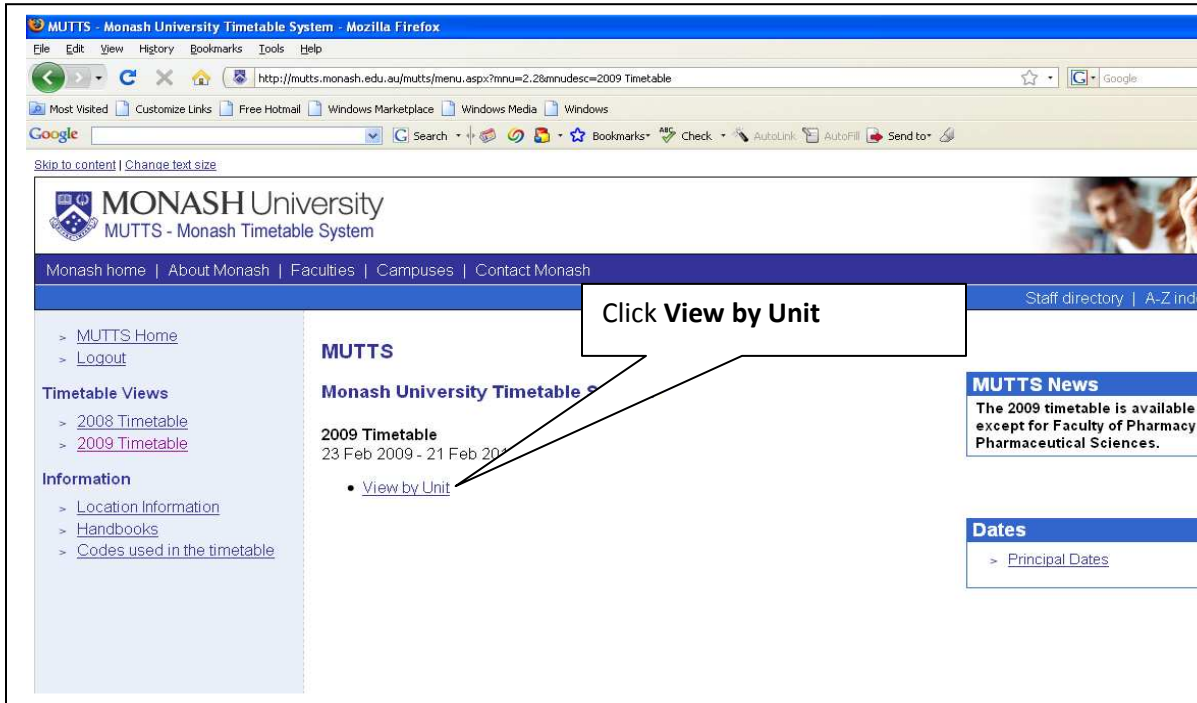 MUTTS - Monash University Timetable System - Mozilla Firefox
File Edit View History Bookmarks Tools Help
http://mutts.monash.edu.au/mutts/menu.aspx?mnu=2.2&mnudesc=2009 Timetable
G Google
Most Visited Customize Links Free Hotmail Windows Marketplace Windows Media Windows
Google G Search Bookmarks ABC Check AutoLink AutoFill Send to
Skip to content | Change text size
MONASH University
MUTTS - Monash Timetable System
Monash home | About Monash | Faculties | Campuses | Contact Monash
Staff directory | A-Z
Click View by Unit
> MUTTS Home
> Logout
Timetable Views
> 2008 Timetable
> 2009 Timetable
Information
> Location Information
> Handbooks
> Codes used in the timetable
MUTTS
Monash University Timetable
2009 Timetable
23 Feb 2009 - 21 Feb
• View by Unit
MUTTS News
The 2009 timetable is available
except for Faculty of Pharmacy
Pharmaceutical Sciences.
Dates
> Principal Dates